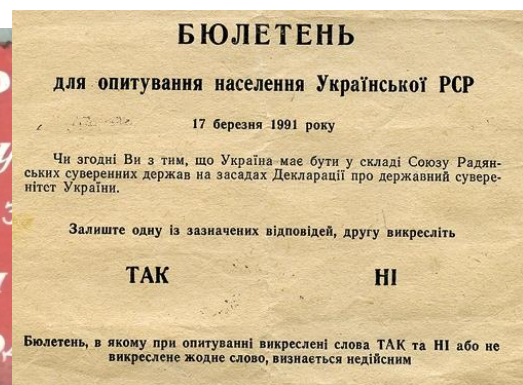 БЮЛЕТЕНЬ
для опитування населення Української РСР
17 березня 1991 року
Чи згодні Ви з тим, що Україна має бути у складі Союзу Радян-
ських суверенних держав на засадах Декларації про державний сувере-
нітет України.
Залиште одну із зазначених відповідей, другу викресліть
ТАК НІ
Бюлетень, в якому при опитуванні викреслені слова ТАК та НІ або не
викреслене жодне слово, визнається недійсним